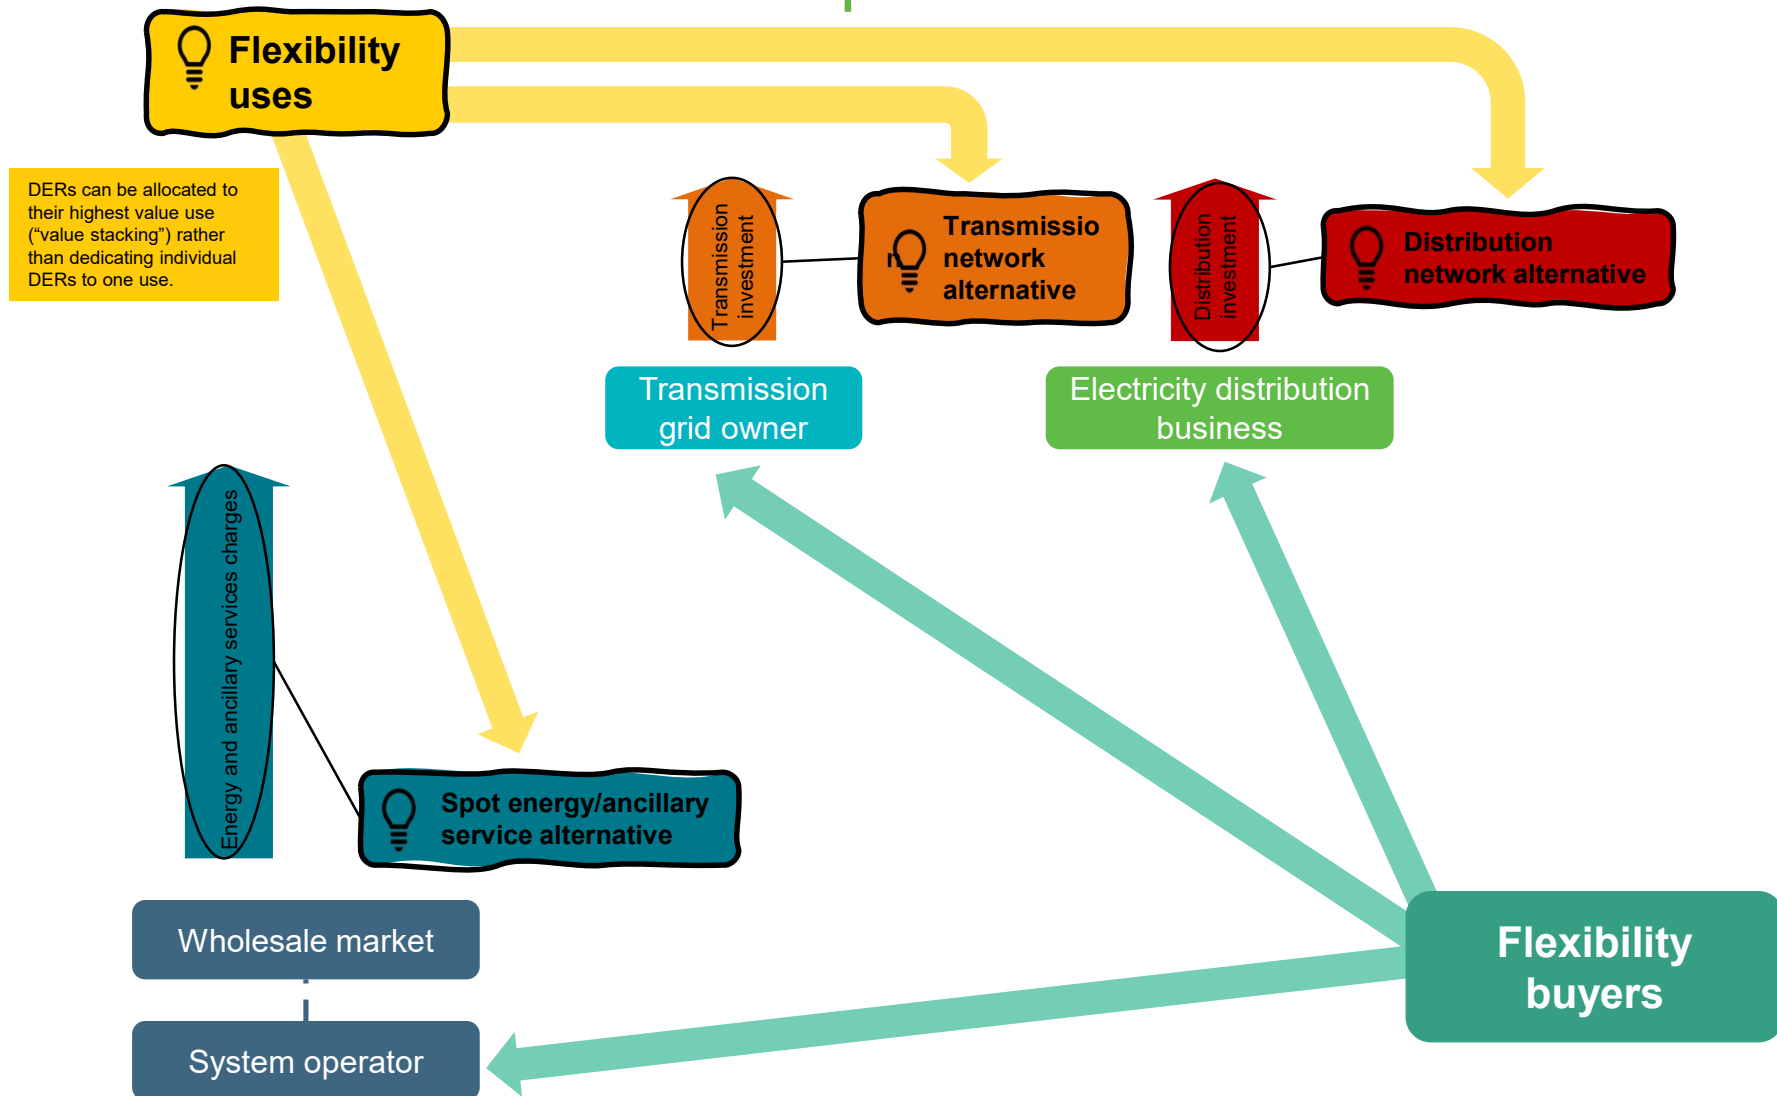 Flexibility
uses
DERs can be allocated to
their highest value use
(“value stacking”) rather
than dedicating individual
DERs to one use.
Transmission
investment
Transmissio
n
network
alternative
Distribution
investment
Distribution
network alternative
Transmission
grid owner
Electricity distribution
business
Energy and ancillary services charges
Spot energy/ancillary
service alternative
Wholesale market
System operator
Flexibility
buyers